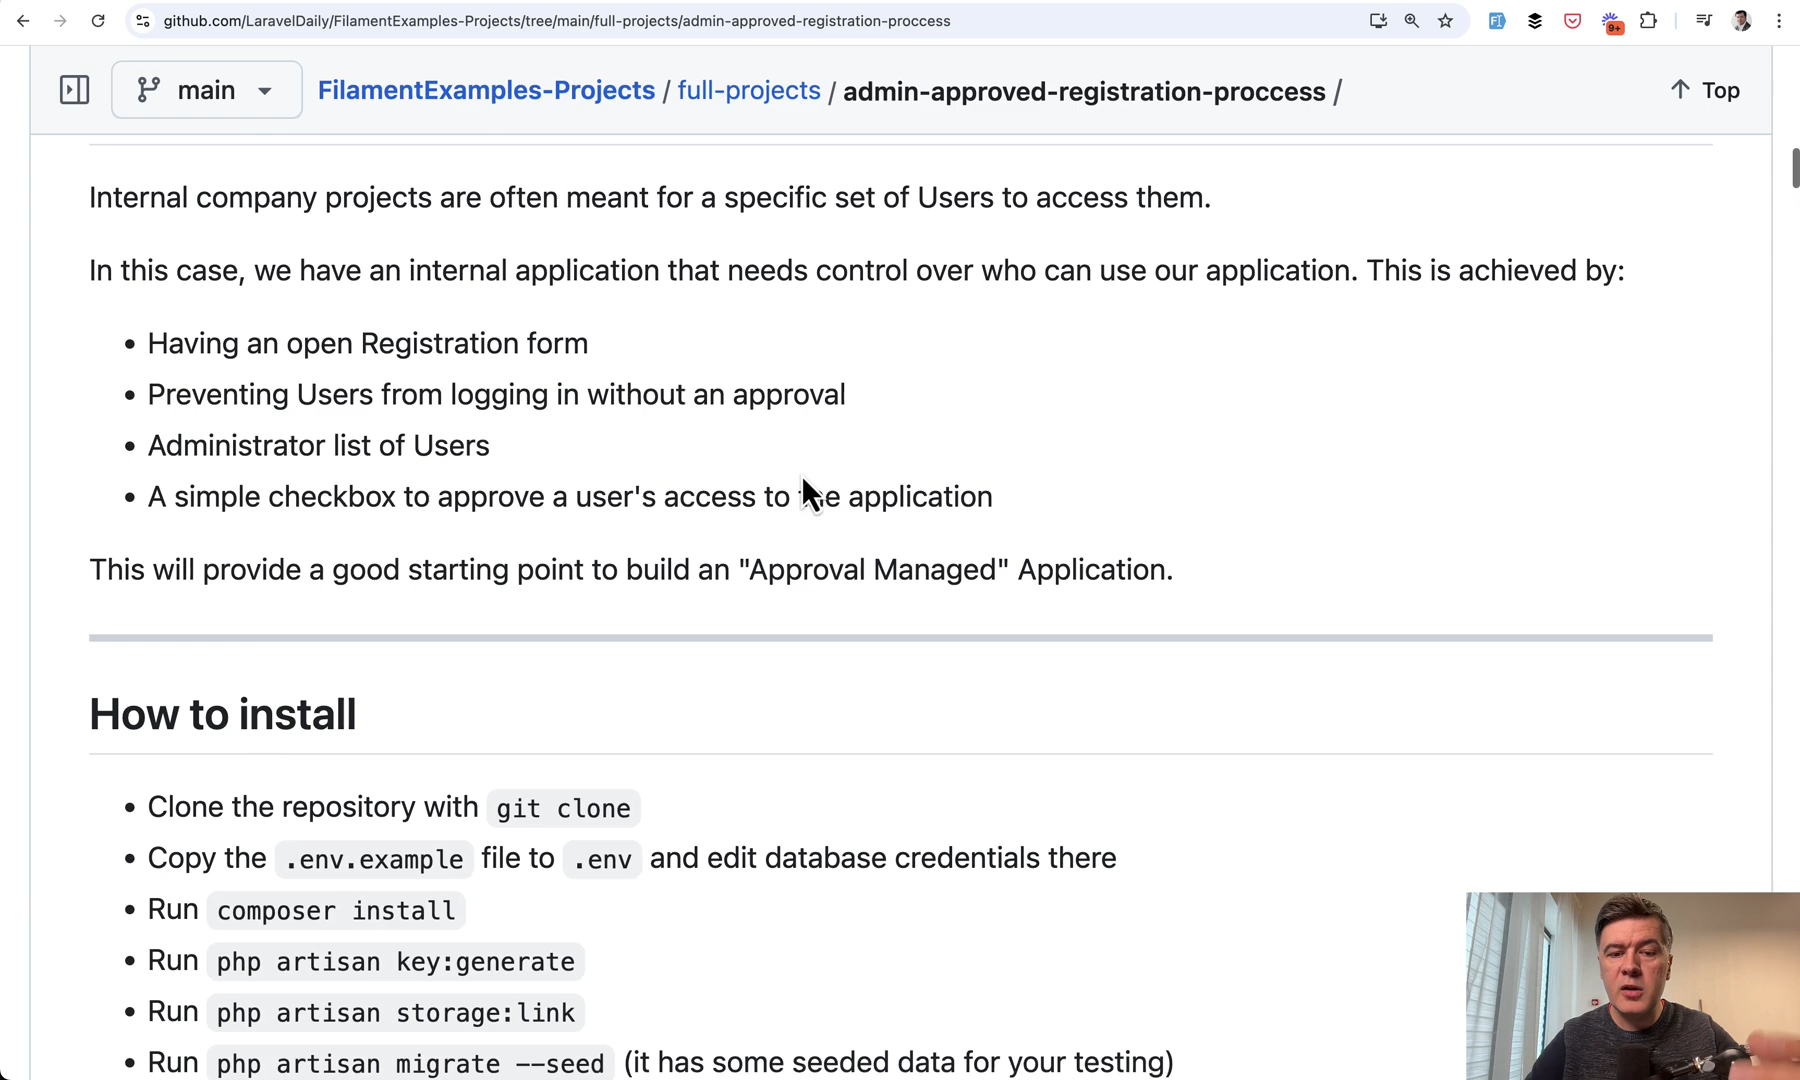 github.com/LaravelDaily/FilamentExamples-Projects/tree/main/full-projects/admin-approved-registration-proccess
9+
main
FilamentExamples-Projects / full-projects / admin-approved-registration-proccess /
Top
Internal company projects are often meant for a specific set of Users to access them.
In this case, we have an internal application that needs control over who can use our application. This is achieved by:
• Having an open Registration form
• Preventing Users from logging in without an approval
• Administrator list of Users
• A simple checkbox to approve a user's access to the application
This will provide a good starting point to build an "Approval Managed" Application.
How to install
• Clone the repository with git clone
• Copy the .env.example file to .env and edit database credentials there
• Run composer install
• Run php artisan key:generate
• Run php artisan storage:link
• Run php artisan migrate --seed (it has some seeded data for your testing)